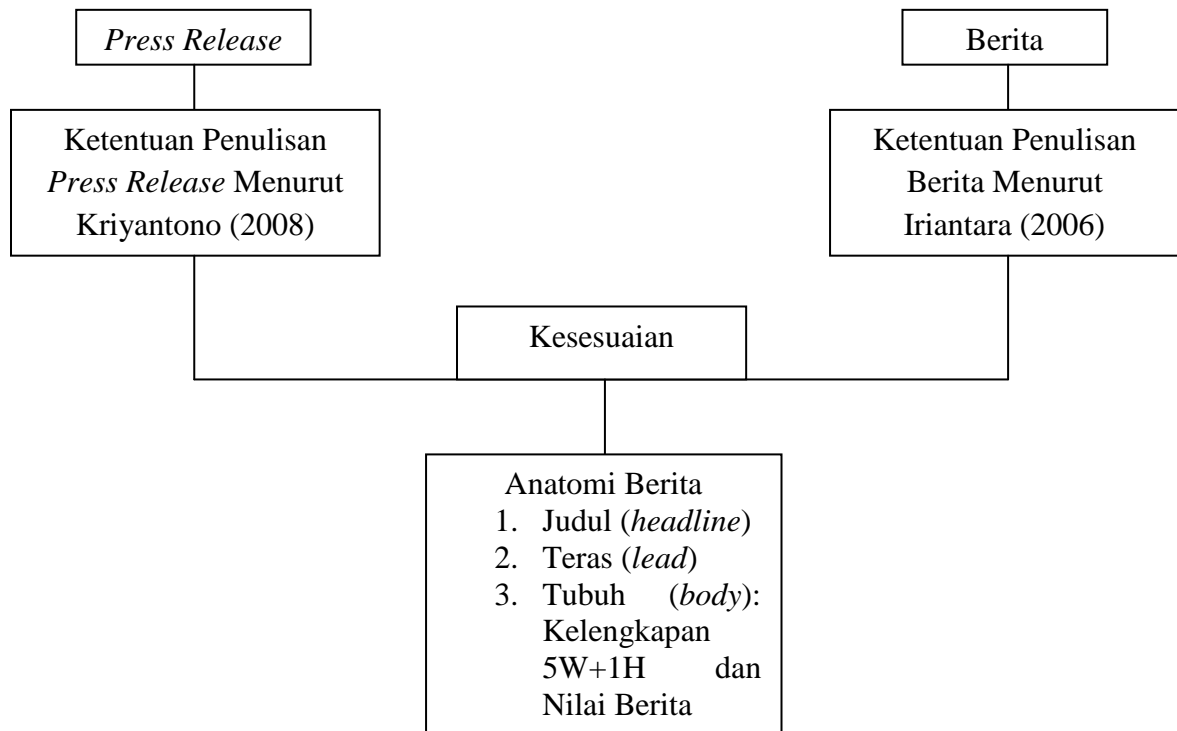 Press Release
Berita
Ketentuan Penulisan
Press Release Menurut
Kriyantono (2008)
Ketentuan Penulisan
Berita Menurut
Iriantara (2006)
Kesesuaian
Anatomi Berita
1. Judul (headline)
2. Teras (lead)
3. Tubuh (body):
Kelengkapan
5W+1H dan
Nilai Berita